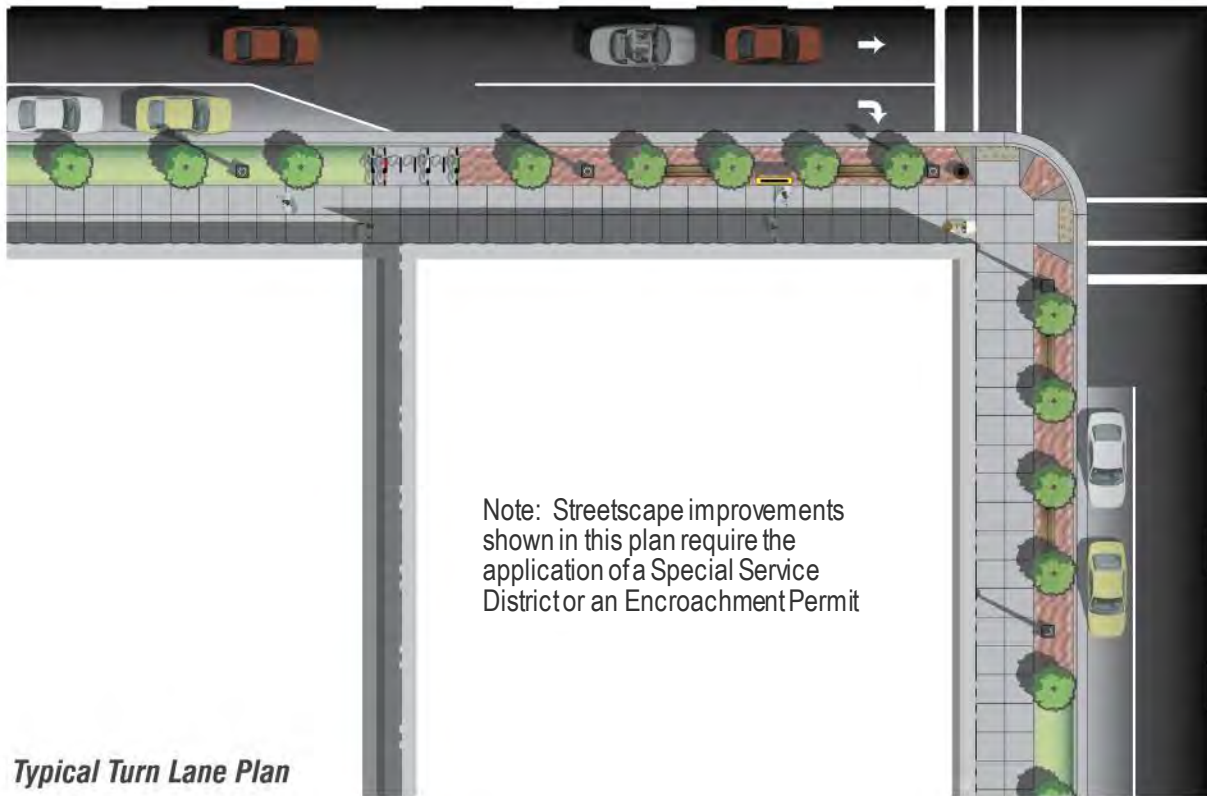 Note: Streetscape improvements
shown in this plan require the
application of a Special Service
District or an Encroachment Permit
Typical Turn Lane Plan